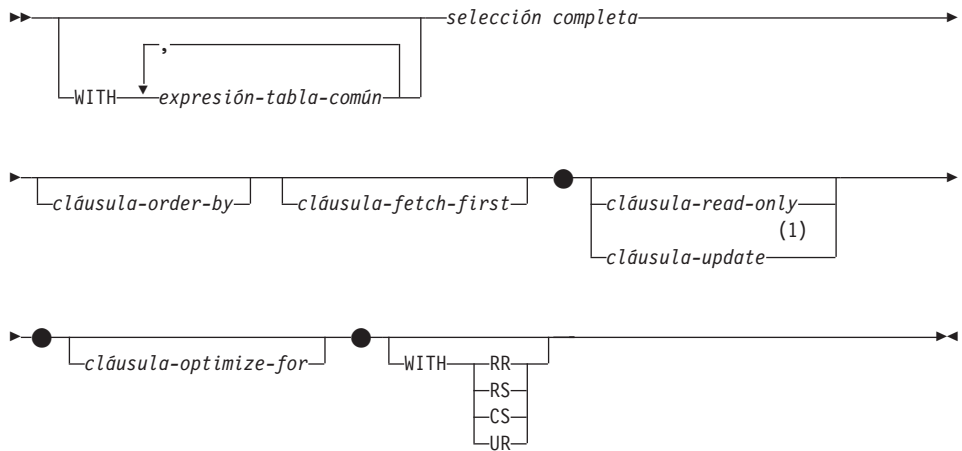 selección completa
,
WITH expresión-tabla-común
cláusula-order-by cláusula-fetch-first cláusula-read-only
(1)
cláusula-update
cláusula-optimize-for WITH RR
RS
CS
UR